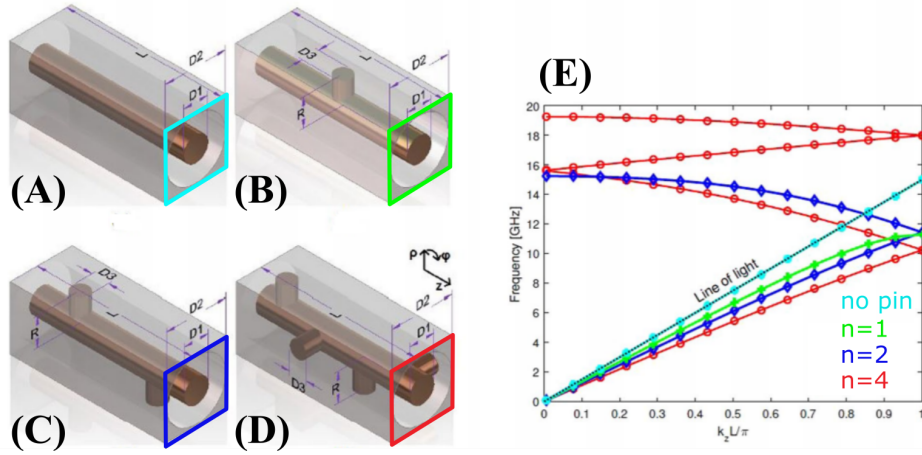 L
D2
D1
(A)
D3
L
D2
D1
R
(B)
D3
L
D2
D1
R
(C)
ρ φ
z
L
D2
D1
D3
R
(D)
(E)
20
18
16
14
12
10
8
6
4
2
0
Frequency [GHz]
Line of light
no pin
n=1
n=2
n=4
0 0.1 0.2 0.3 0.4 0.5 0.6 0.7 0.8 0.9 1
k_zL/π